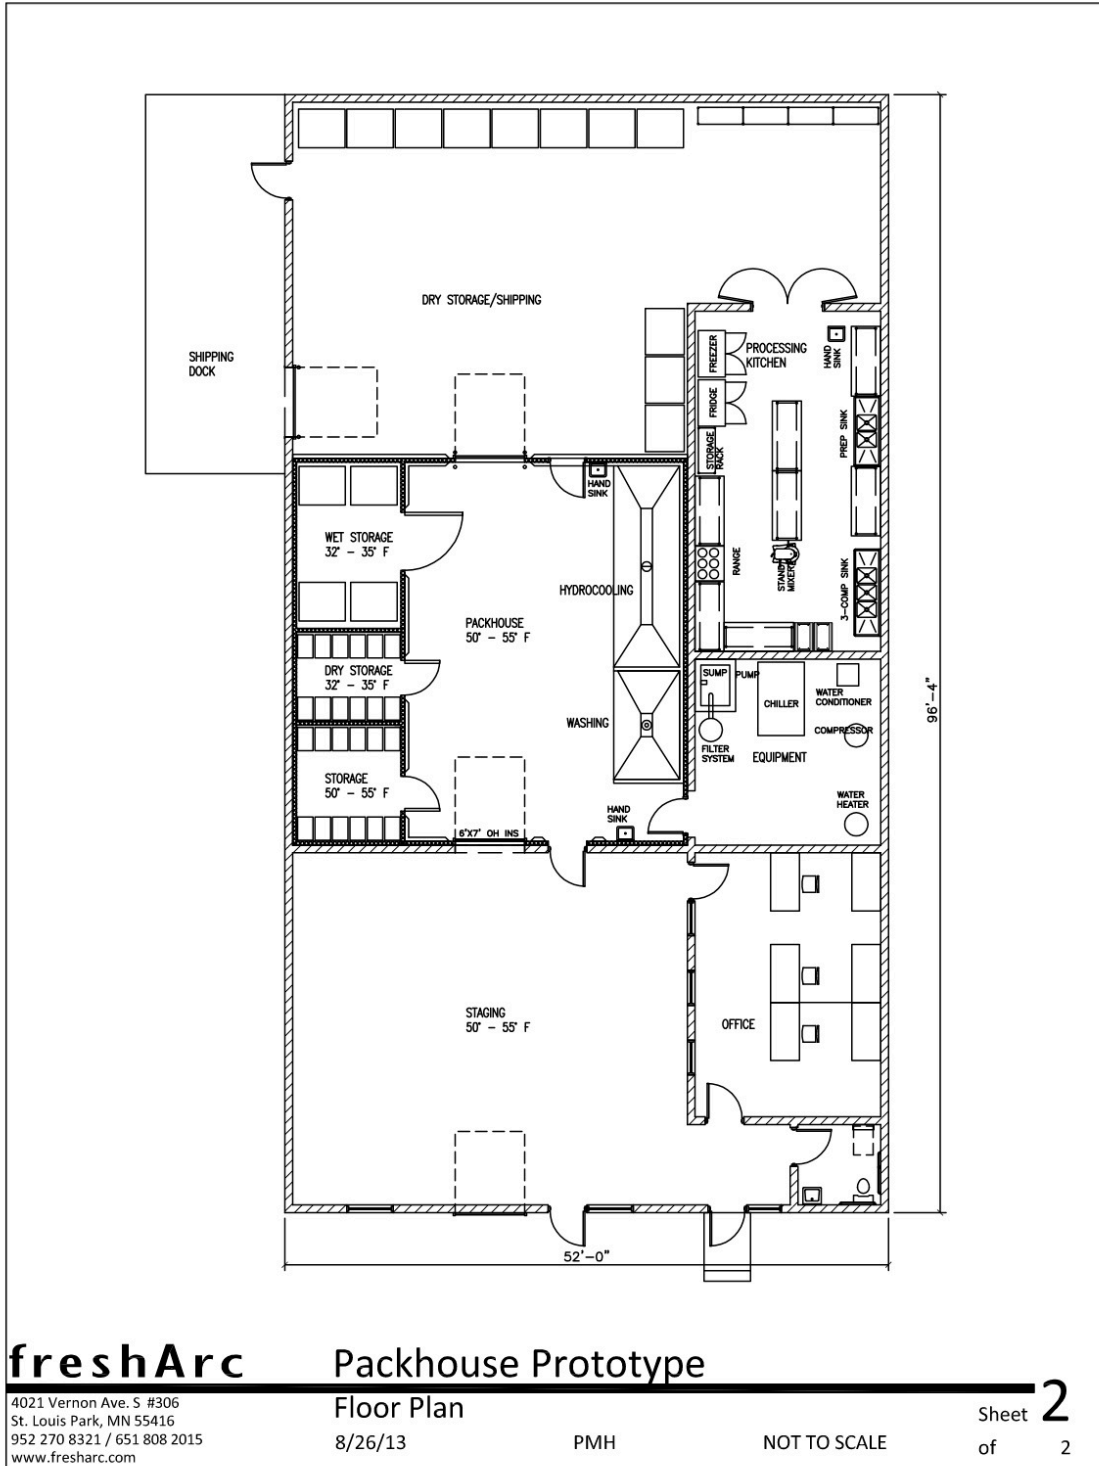 DRY STORAGE/SHIPPING
SHIPPING
DOCK
FREEZER
PROCESSING
KITCHEN
HAND
SINK
FRIDGE
STORAGE
RACK
PREP SINK
HAND
SINK
WET STORAGE
32° - 35° F
RANGE
STAND
MIXER
3-COMP SINK
HYDROCOOLING
PACKHOUSE
50° - 55° F
DRY STORAGE
32° - 35° F
SUMP
PUMP
CHILLER
WATER
CONDITIONER
96'-4"
WASHING
COMPRESSOR
FILTER
SYSTEM
EQUIPMENT
STORAGE
50° - 55° F
WATER
HEATER
HAND
SINK
6'X7' OH INS
STAGING
50° - 55° F
OFFICE
52'-0"
freshArc
Packhouse Prototype
4021 Vernon Ave. S #306
St. Louis Park, MN 55416
952 270 8321 / 651 808 2015
www.fresharc.com
Floor Plan
8/26/13 PMH NOT TO SCALE
Sheet 2
of 2